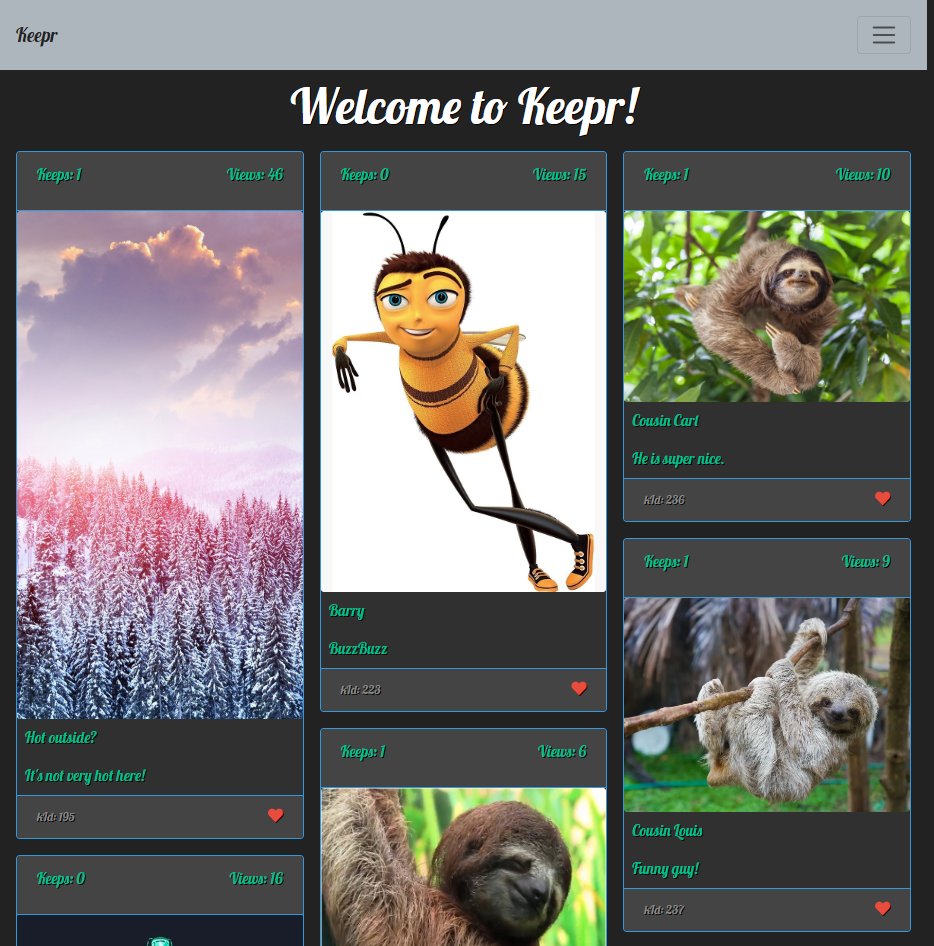 Keepr
Welcome to Keepr!
Keeps: 1 Views: 46
Hot outside?
It's not very hot here!
kId: 195
Keeps: 0 Views: 16
Keeps: 0 Views: 15
Barry
BuzzBuzz
kId: 223
Keeps: 1 Views: 6
Keeps: 1 Views: 10
Cousin Carl
He is super nice.
kId: 236
Keeps: 1 Views: 9
Cousin Louis
Funny guy!
kId: 237